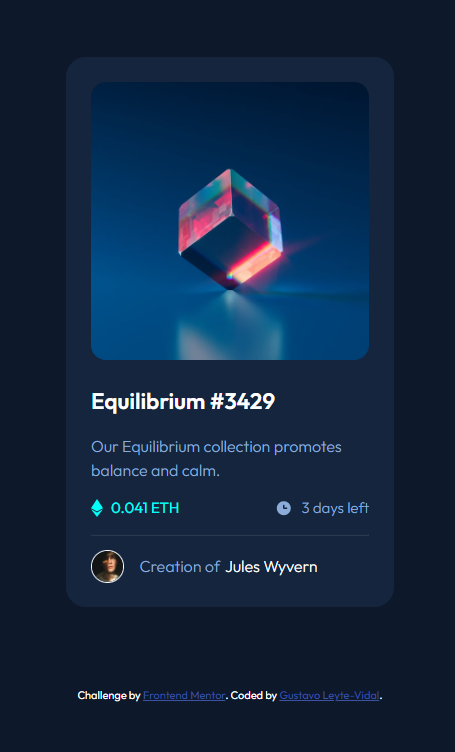 Equilibrium #3429
Our Equilibrium collection promotes
balance and calm.
0.041 ETH 3 days left
Creation of Jules Wyvern
Challenge by Frontend Mentor. Coded by Gustavo Leyte-Vidal.